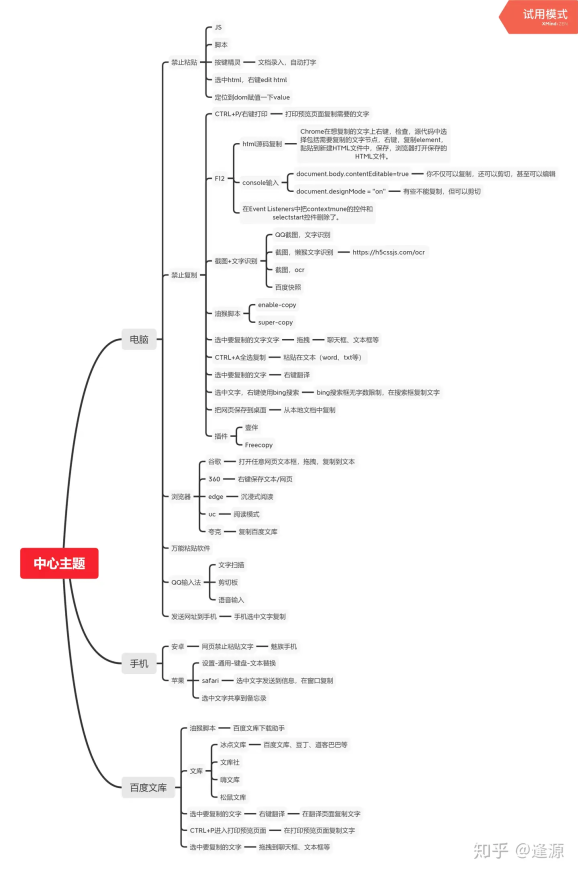 试用模式
XMind ZEN
JS
脚本
禁止粘贴
按键精灵
文档录入，自动打字
选中html，右键edit html
定位到dom赋值一下value
CTRL+P/右键打印
打印预览页面复制需要的文字
html源码复制
Chrome在想复制的文字上右键，检查，源代码中选
择包括需要复制的文字节点，右键，复制element，
黏贴到新建HTML文件中，保存，浏览器打开保存的
HTML文件。
F12
console输入
document.body.contentEditable=true
你不仅可以复制，还可以剪切，甚至可以编辑
document.designMode = "on"
有些不能复制，但可以剪切
在Event Listeners中把contextmune的控件和
selectstart控件删除了。
QQ截图，文字识别
截图+文字识别
截图，懒猴文字识别
https://h5cssjs.com/ocr
截图，ocr
百度快照
禁止复制
油猴脚本
enable-copy
super-copy
电脑
选中要复制的文字文字
拖拽
聊天框、文本框等
CTRL+A全选复制
粘贴在文本（word、txt等）
选中要复制的文字
右键翻译
选中文字，右键使用bing搜索
bing搜索框无字数限制，在搜索框复制文字
把网页保存到桌面
从本地文档中复制
插件
壹伴
Freecopy
谷歌
打开任意网页文本框，拖拽，复制到文本
360
右键保存文本/网页
浏览器
edge
沉浸式阅读
uc
阅读模式
夸克
复制百度文库
万能粘贴软件
中心主题
QQ输入法
文字扫描
剪切板
语音输入
发送网址到手机
手机选中文字复制
安卓
网页禁止粘贴文字
魅族手机
手机
苹果
设置-通用-键盘-文本替换
safari
选中文字发送到信息，在窗口复制
选中文字共享到备忘录
油猴脚本
百度文库下载助手
文库
冰点文库
百度文库，豆丁，道客巴巴等
文库社
嗨文库
松鼠文库
百度文库
选中要复制的文字
右键翻译
在翻译页面复制文字
CTRL+P进入打印预览页面
在打印预览页面复制文字
选中要复制的文字
拖拽到聊天框、文本框等
知乎 @逢源